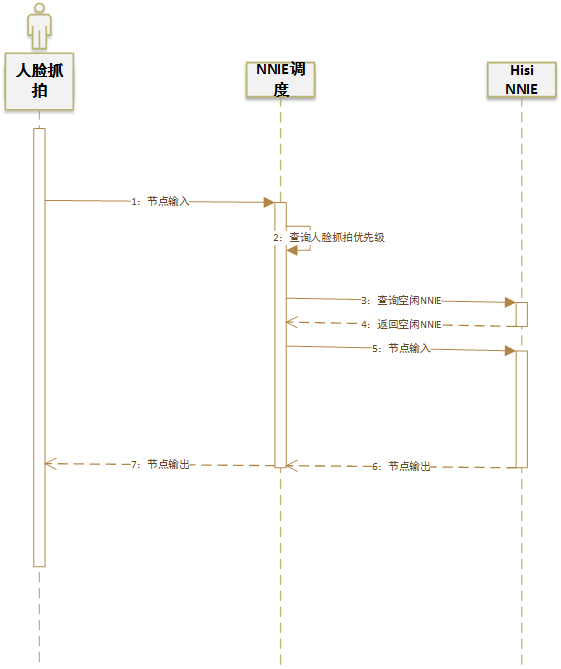 人脸抓
拍
NNIE调
度
Hisi
NNIE
1：节点输入
2：查询人脸抓拍优先级
3：查询空闲NNIE
4：返回空闲NNIE
5：节点输入
7：节点输出
6：节点输出